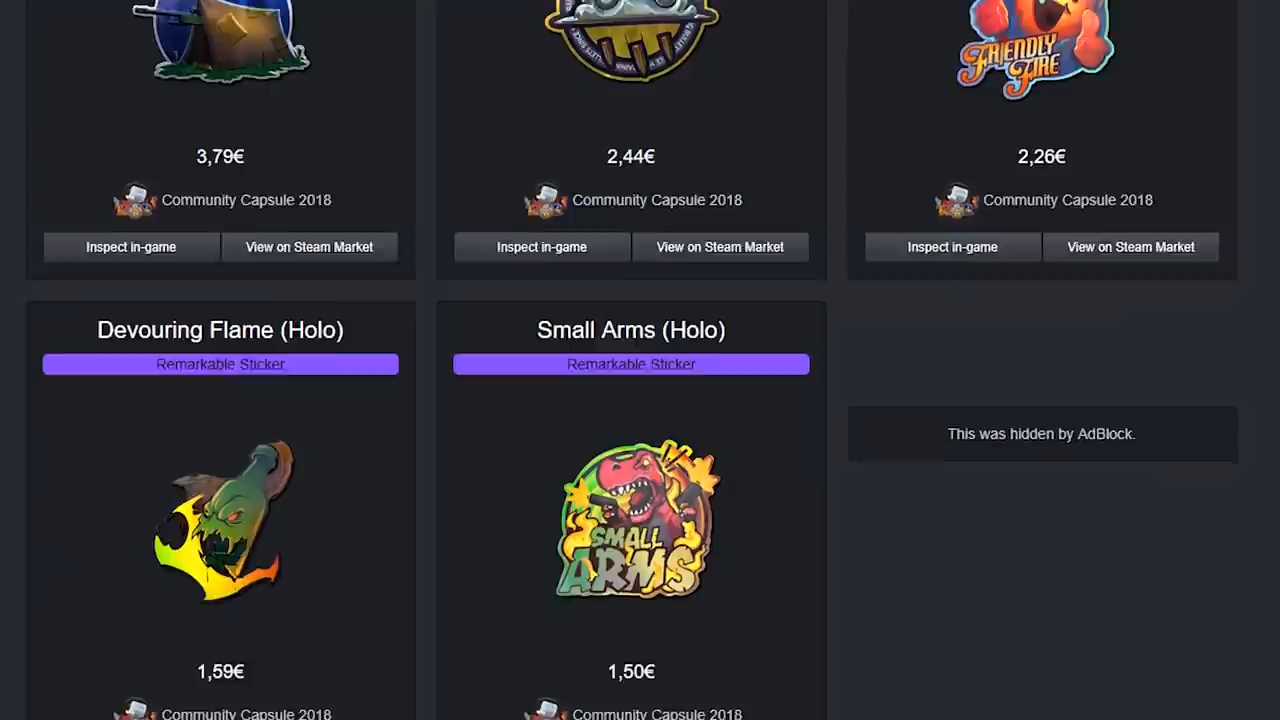 FRIENDLY
FIRE
3,79€
2,44€
2,26€
Community Capsule 2018
Community Capsule 2018
Community Capsule 2018
Inspect in-game
View on Steam Market
Inspect in-game
View on Steam Market
Inspect in-game
View on Steam Market
Devouring Flame (Holo)
Small Arms (Holo)
Remarkable Sticker
Remarkable Sticker
This was hidden by AdBlock.
SMALL
ARMS
1,59€
1,50€
Community Capsule 2018
Community Capsule 2018